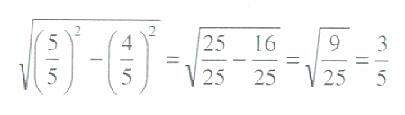 √((5/5)² − (4/5)²) = √(25/25 − 16/25) = √(9/25) = 3/5